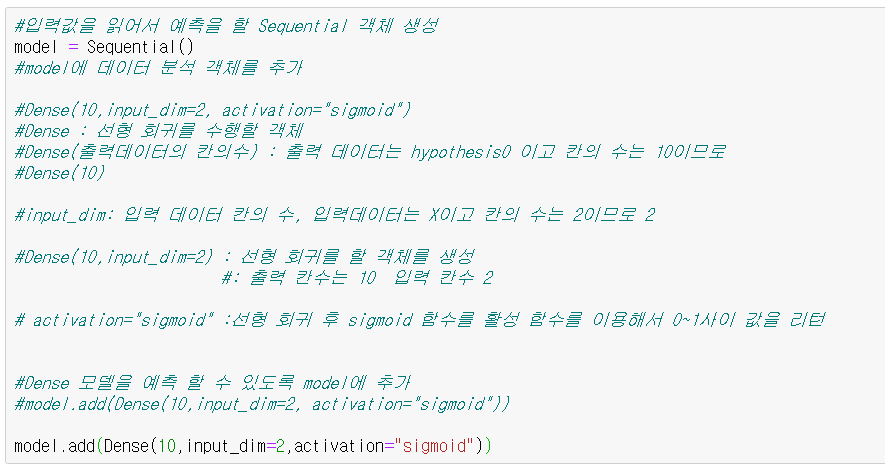 #입력값을 읽어서 예측을 할 Sequential 객체 생성
model = Sequential()
#model에 데이터 분석 객체를 추가
#Dense(10,input_dim=2, activation="sigmoid")
#Dense : 선형 회귀를 수행할 객체
#Dense(출력데이터의 칸의수) : 출력 데이터는 hypothesis0 이고 칸의 수는 10이므로
#Dense(10)
#input_dim: 입력 데이터 칸의 수, 입력데이터는 X이고 칸의 수는 2이므로 2
#Dense(10,input_dim=2) : 선형 회귀를 할 객체를 생성
#: 출력 칸수는 10 입력 칸수 2
# activation="sigmoid" :선형 회귀 후 sigmoid 함수를 활성 함수를 이용해서 0~1사이 값을 리턴
#Dense 모델을 예측 할 수 있도록 model에 추가
#model.add(Dense(10,input_dim=2, activation="sigmoid"))
model.add(Dense(10,input_dim=2,activation="sigmoid"))